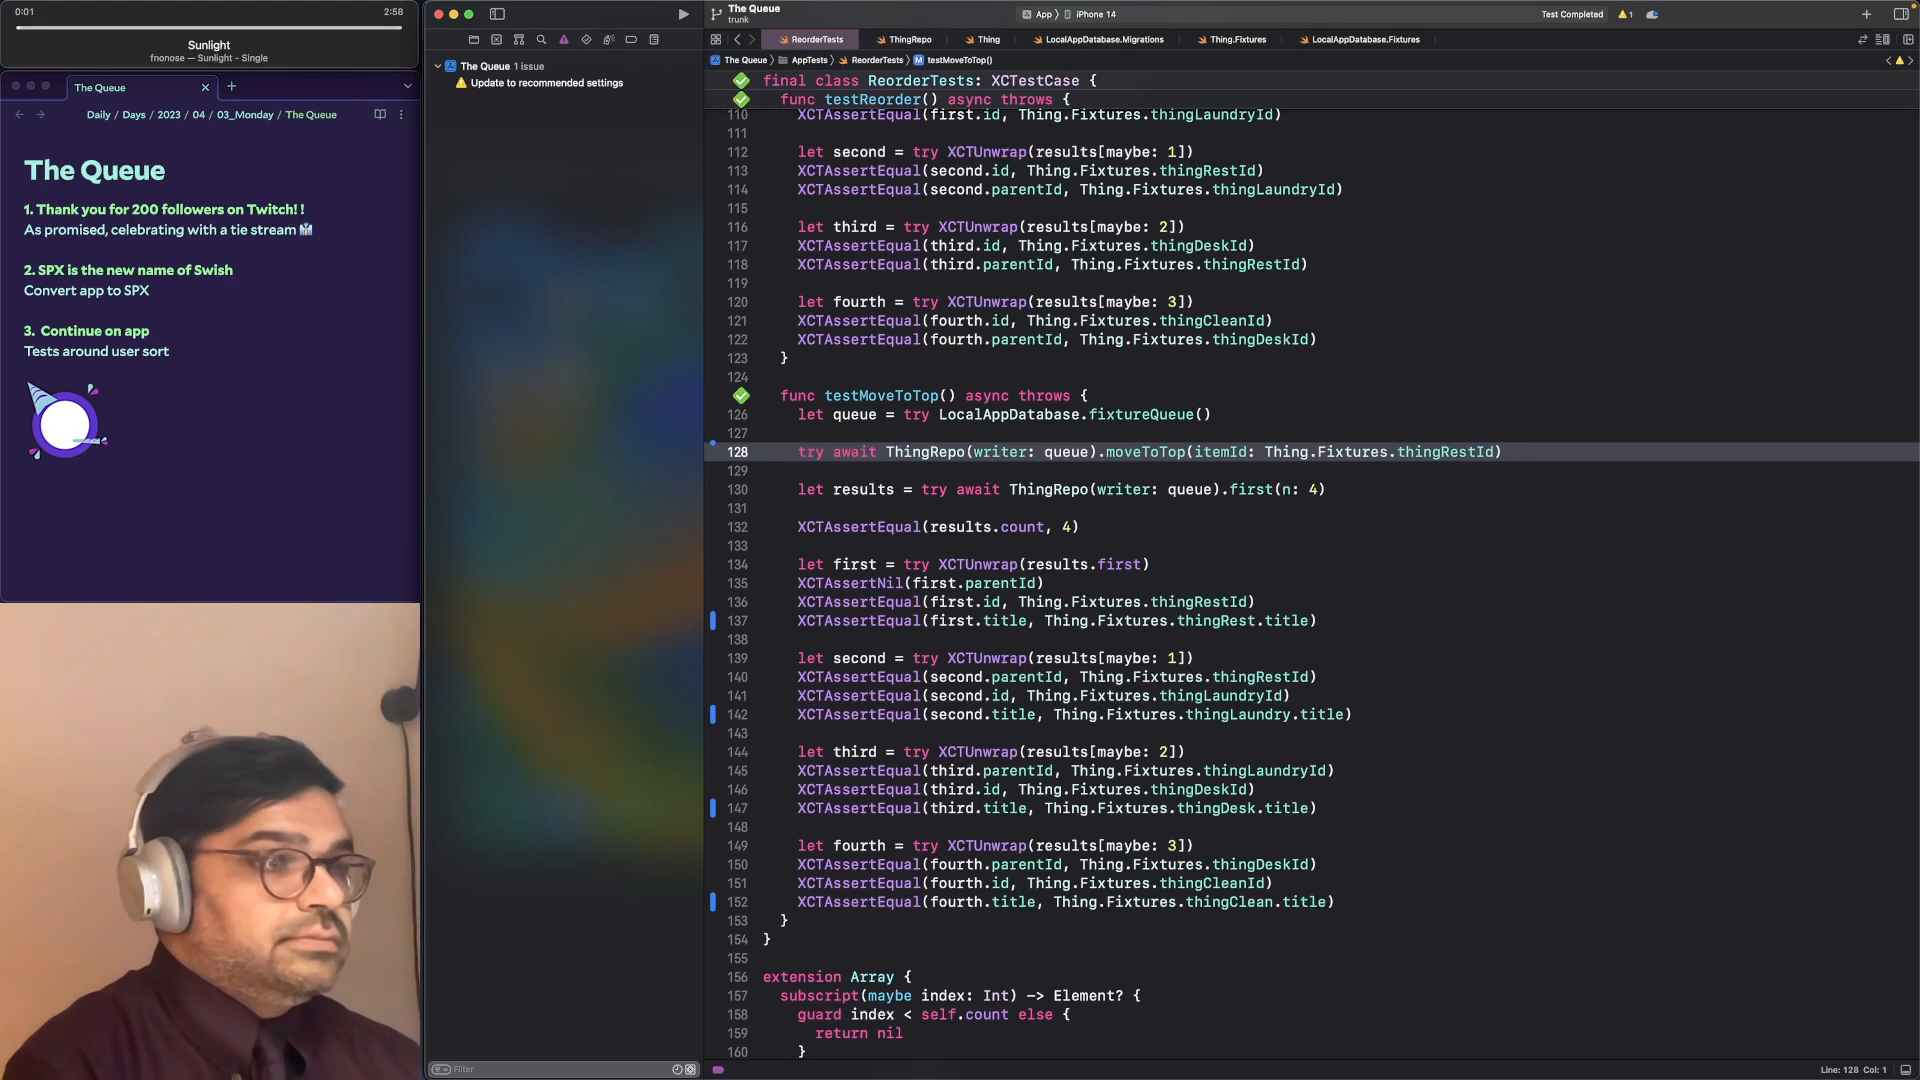 0:01
2:58
Sunlight
fnonose — Sunlight - Single
The Queue
Daily / Days / 2023 / 04 / 03_Monday / The Queue
The Queue
1. Thank you for 200 followers on Twitch! !
As promised, celebrating with a tie stream 👔
2. SPX is the new name of Swish
Convert app to SPX
3. Continue on app
Tests around user sort
The Queue 1 issue
Update to recommended settings
Filter
The Queue
trunk
App 〉 iPhone 14
Test Completed
1
ReorderTests
ThingRepo
Thing
LocalAppDatabase.Migrations
Thing.Fixtures
LocalAppDatabase.Fixtures
The Queue 〉 AppTests 〉 ReorderTests 〉 M testMoveToTop()
final class ReorderTests: XCTestCase {
func testReorder() async throws {
110 XCTAssertEqual(first.id, Thing.Fixtures.thingLaundryId)
111
112 let second = try XCTUnwrap(results[maybe: 1])
113 XCTAssertEqual(second.id, Thing.Fixtures.thingRestId)
114 XCTAssertEqual(second.parentId, Thing.Fixtures.thingLaundryId)
115
116 let third = try XCTUnwrap(results[maybe: 2])
117 XCTAssertEqual(third.id, Thing.Fixtures.thingDeskId)
118 XCTAssertEqual(third.parentId, Thing.Fixtures.thingRestId)
119
120 let fourth = try XCTUnwrap(results[maybe: 3])
121 XCTAssertEqual(fourth.id, Thing.Fixtures.thingCleanId)
122 XCTAssertEqual(fourth.parentId, Thing.Fixtures.thingDeskId)
123 }
124
func testMoveToTop() async throws {
126 let queue = try LocalAppDatabase.fixtureQueue()
127
128 try await ThingRepo(writer: queue).moveToTop(itemId: Thing.Fixtures.thingRestId)
129
130 let results = try await ThingRepo(writer: queue).first(n: 4)
131
132 XCTAssertEqual(results.count, 4)
133
134 let first = try XCTUnwrap(results.first)
135 XCTAssertNil(first.parentId)
136 XCTAssertEqual(first.id, Thing.Fixtures.thingRestId)
137 XCTAssertEqual(first.title, Thing.Fixtures.thingRest.title)
138
139 let second = try XCTUnwrap(results[maybe: 1])
140 XCTAssertEqual(second.parentId, Thing.Fixtures.thingRestId)
141 XCTAssertEqual(second.id, Thing.Fixtures.thingLaundryId)
142 XCTAssertEqual(second.title, Thing.Fixtures.thingLaundry.title)
143
144 let third = try XCTUnwrap(results[maybe: 2])
145 XCTAssertEqual(third.parentId, Thing.Fixtures.thingLaundryId)
146 XCTAssertEqual(third.id, Thing.Fixtures.thingDeskId)
147 XCTAssertEqual(third.title, Thing.Fixtures.thingDesk.title)
148
149 let fourth = try XCTUnwrap(results[maybe: 3])
150 XCTAssertEqual(fourth.parentId, Thing.Fixtures.thingDeskId)
151 XCTAssertEqual(fourth.id, Thing.Fixtures.thingCleanId)
152 XCTAssertEqual(fourth.title, Thing.Fixtures.thingClean.title)
153 }
154 }
155
156 extension Array {
157 subscript(maybe index: Int) -> Element? {
158 guard index < self.count else {
159 return nil
160 }
Line: 128 Col: 1